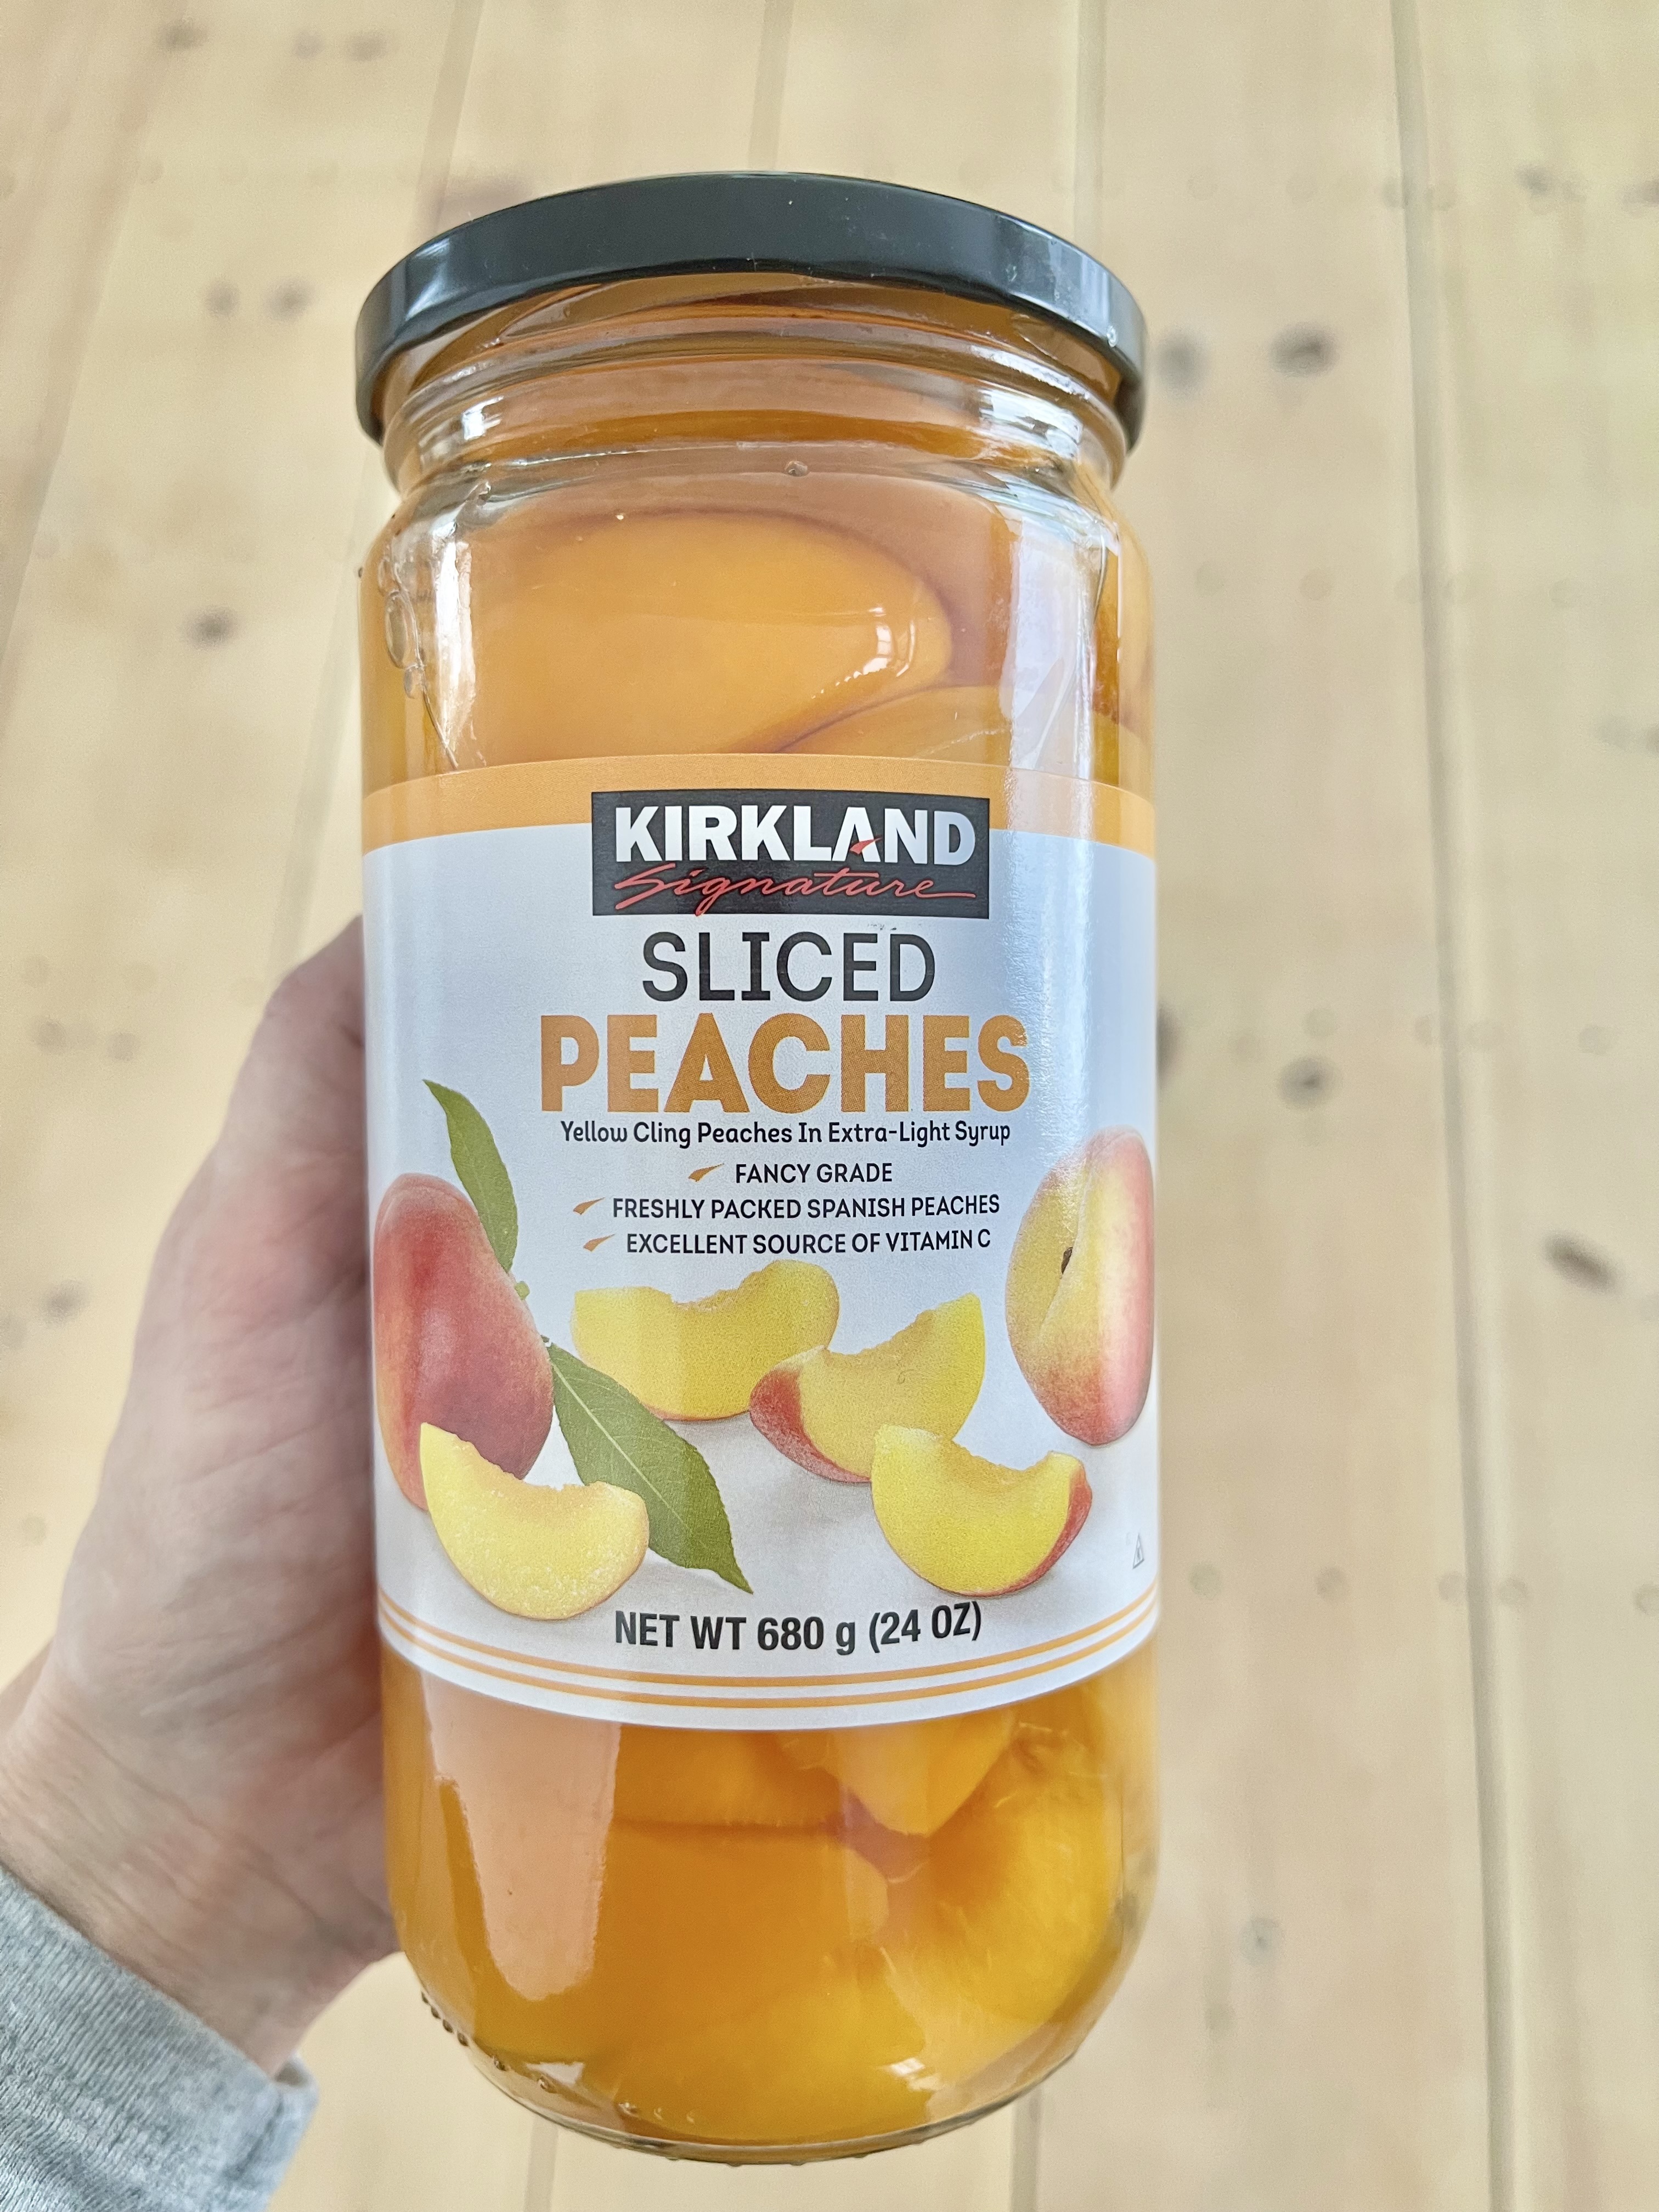 KIRKLAND
Signature
SLICED
PEACHES
Yellow Cling Peaches In Extra-Light Syrup
FANCY GRADE
FRESHLY PACKED SPANISH PEACHES
EXCELLENT SOURCE OF VITAMIN C
NET WT 680 g (24 OZ)